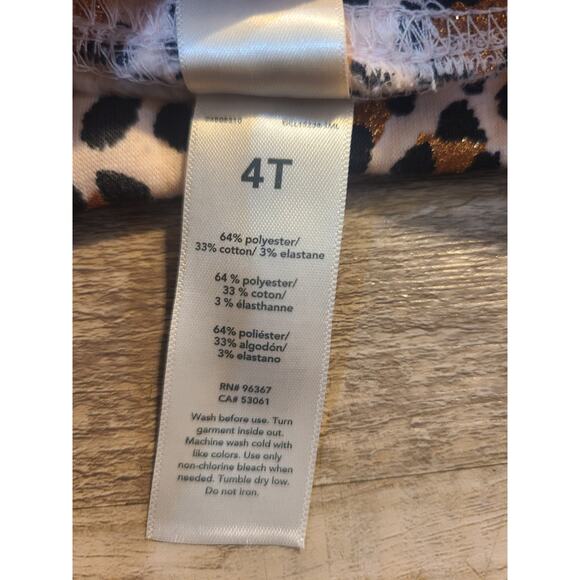 4T
64% polyester/
33% cotton/ 3% elastane
64 % polyester/
33 % coton/
3 % élasthanne
64% poliéster/
33% algodón/
3% elastano
RN# 96367
CA# 53061
Wash before use. Turn
garment inside out.
Machine wash cold with
like colors. Use only
non-chlorine bleach when
needed. Tumble dry low.
Do not iron.